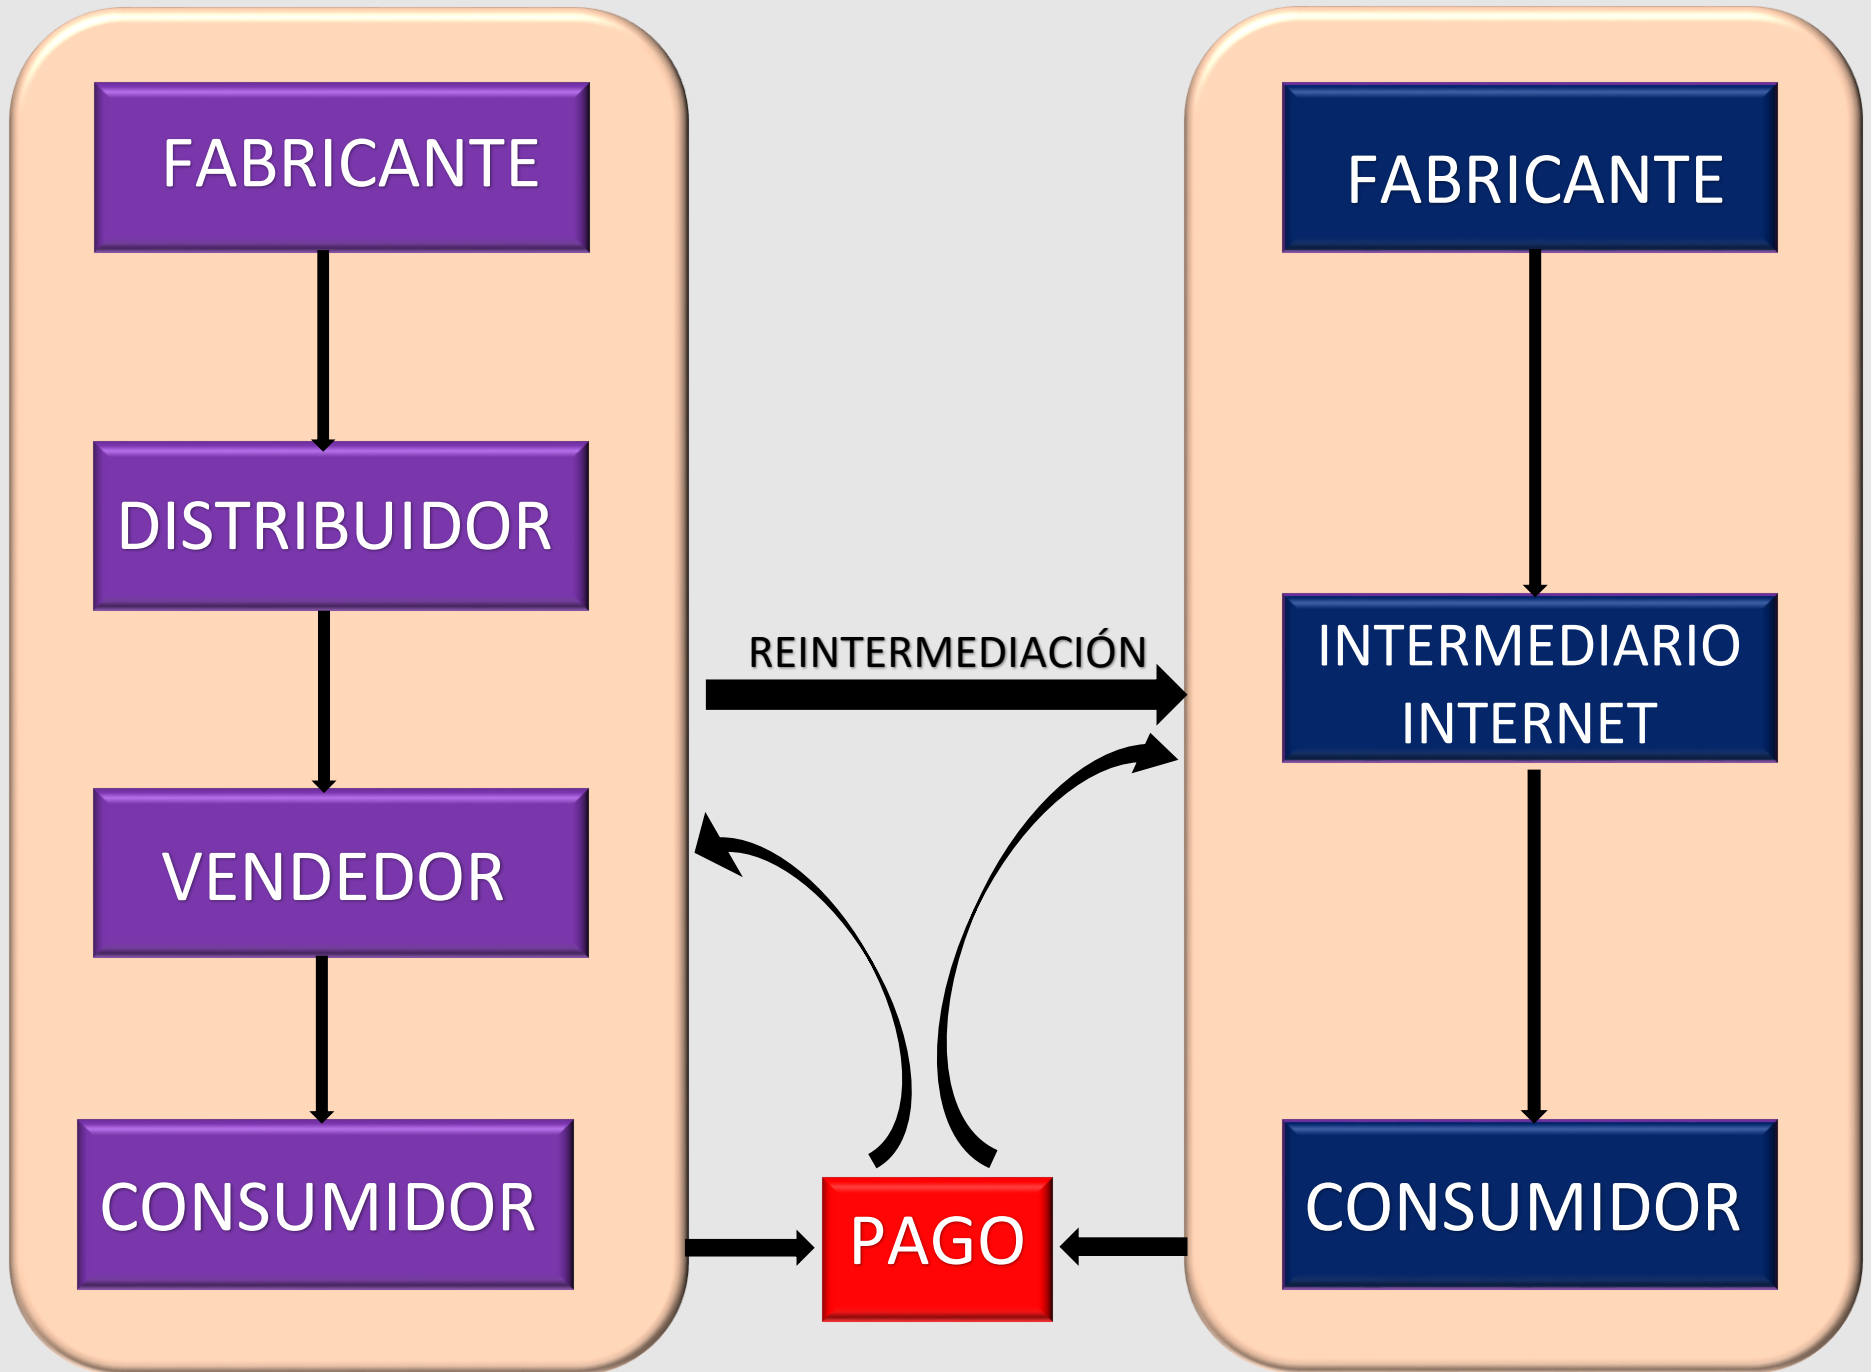 FABRICANTE
DISTRIBUIDOR
VENDEDOR
CONSUMIDOR
REINTERMEDIACIÓN
PAGO
FABRICANTE
INTERMEDIARIO
INTERNET
CONSUMIDOR